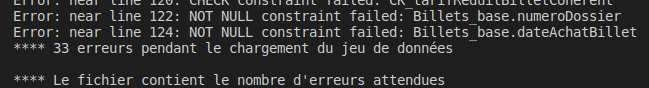 Error: near line 120: CHECK constraint failed: CK_tarifReduitBilletCoherent
Error: near line 122: NOT NULL constraint failed: Billets_base.numeroDossier
Error: near line 124: NOT NULL constraint failed: Billets_base.dateAchatBillet
**** 33 erreurs pendant le chargement du jeu de données
**** Le fichier contient le nombre d'erreurs attendues